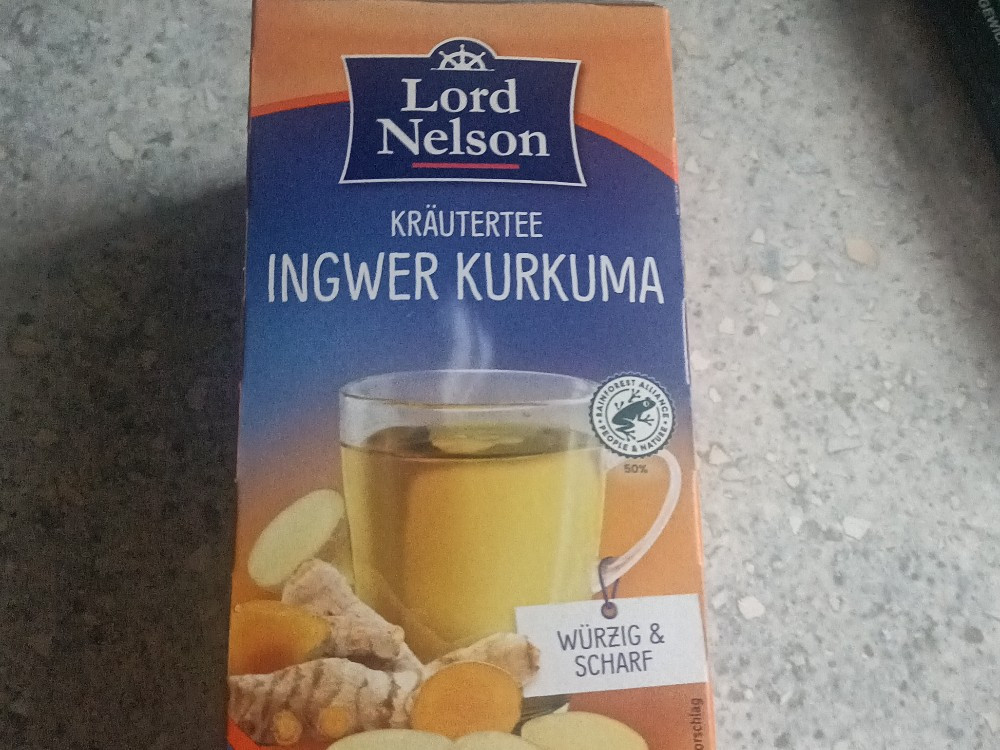 Lord
Nelson
KRÄUTERTEE
INGWER KURKUMA
RAINFOREST ALLIANCE
PEOPLE & NATURE
50%
WÜRZIG &
SCHARF